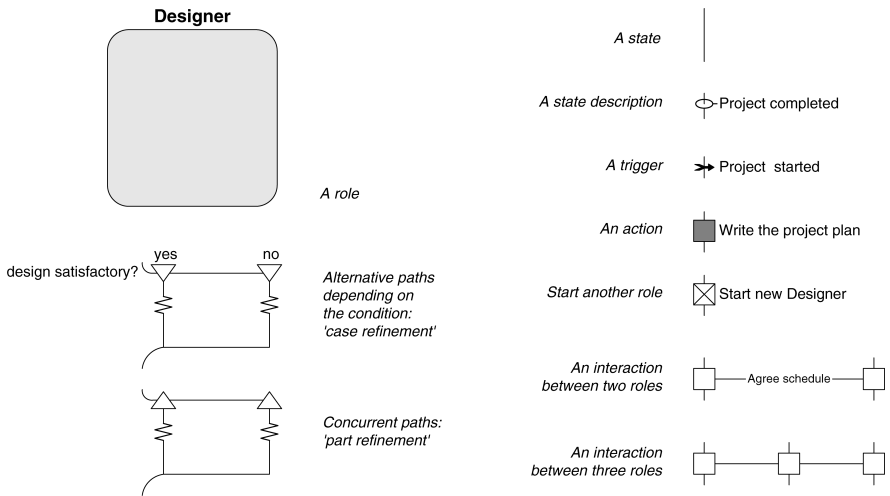 Designer
A role
yes
no
design satisfactory?
Alternative paths
depending on
the condition:
'case refinement'
Concurrent paths:
'part refinement'
A state
A state description
Project completed
A trigger
Project started
An action
Write the project plan
Start another role
Start new Designer
An interaction
between two roles
Agree schedule
An interaction
between three roles